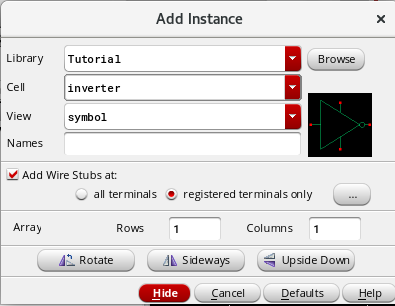 Add Instance
Library Tutorial Browse
Cell inverter
View symbol
Names
Add Wire Stubs at:
all terminals registered terminals only ...
Array Rows 1 Columns 1
Rotate Sideways Upside Down
Hide Cancel Defaults Help